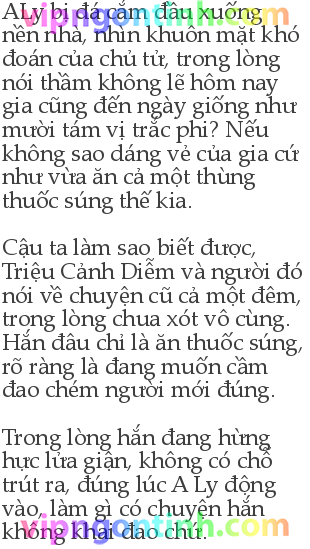 vipngontinh.com
ALy bị đá cắm đầu xuống
nền nhà, nhìn khuôn mặt khó
đoán của chủ tử, trong lòng
nói thầm không lẽ hôm nay
gia cũng đến ngày giống như
mười tám vị trắc phi? Nếu
không sao dáng vẻ của gia cứ
như vừa ăn cả một thùng
thuốc súng thế kia.
Cậu ta làm sao biết được,
Triệu Cảnh Diễm và người đó
nói về chuyện cũ cả một đêm,
trong lòng chua xót vô cùng.
Hắn đâu chỉ là ăn thuốc súng,
rõ ràng là đang muốn cầm
đao chém người mới đúng.
Trong lòng hắn đang hừng
hực lửa giận, không có chỗ
trút ra, đúng lúc A Ly động
vào, làm gì có chuyện hắn
không khai đao chứ.
vipngontinh.com